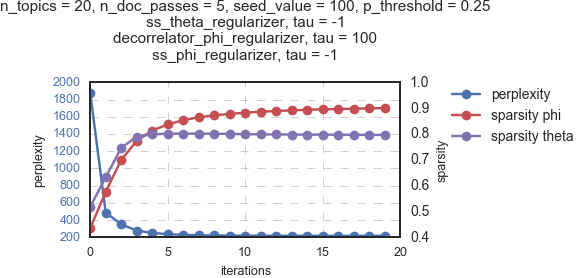 n_topics = 20, n_doc_passes = 5, seed_value = 100, p_threshold = 0.25
ss_theta_regularizer, tau = -1
decorrelator_phi_regularizer, tau = 100
ss_phi_regularizer, tau = -1
2000
1800
1600
1400
1200
1000
800
600
400
200
perplexity
1.0
0.9
0.8
0.7
0.6
0.5
0.4
sparsity
0
5
10
15
20
iterations
perplexity
sparsity phi
sparsity theta